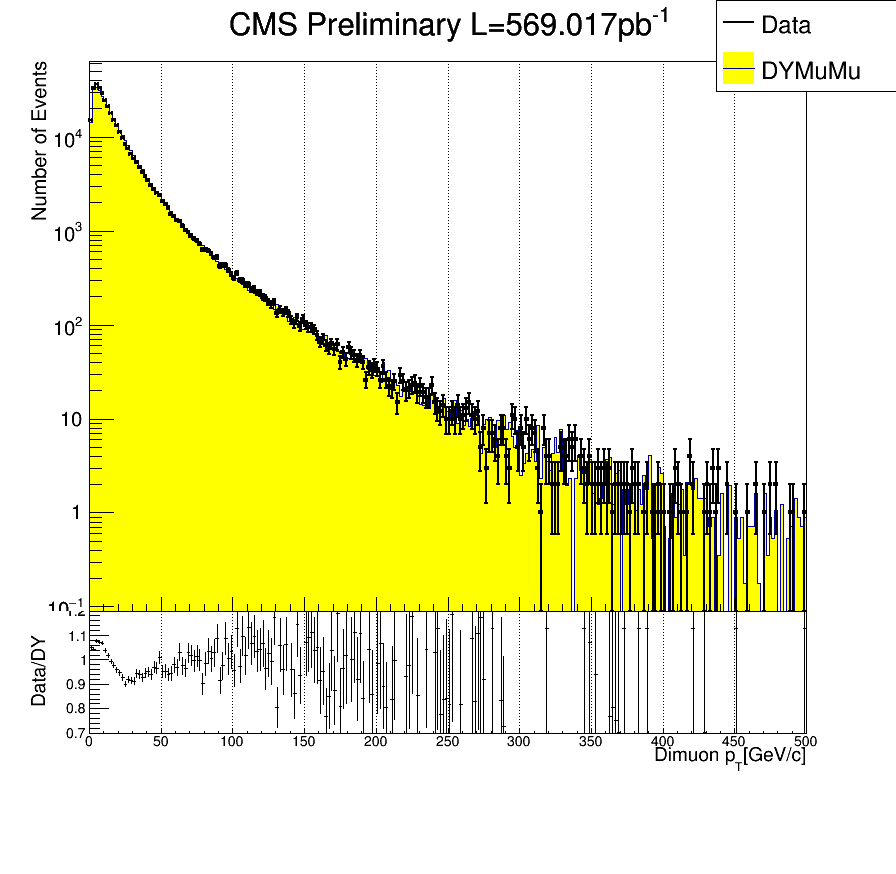 CMS Preliminary L=569.017pb-1
Data
DYMuMu
Number of Events
10^4
10^3
10^2
10
1
10^-1
1.2
1.1
1
0.9
0.8
0.7
Data/DY
0 50 100 150 200 250 300 350 400 450 500
Dimuon pT[GeV/c]